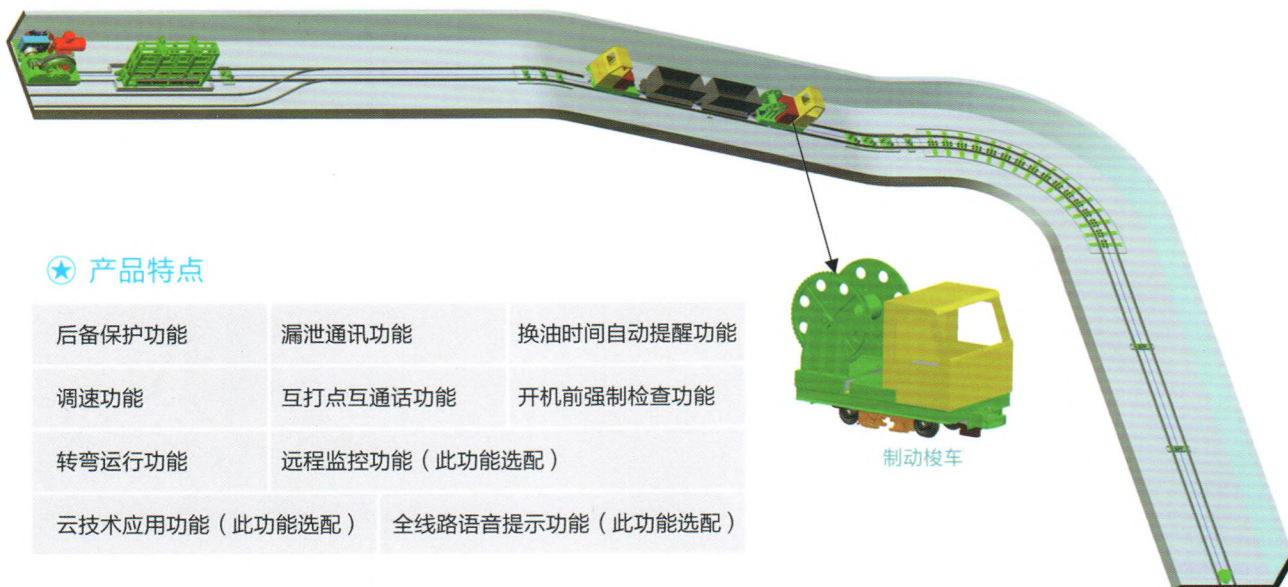 产品特点
后备保护功能 漏泄通讯功能 换油时间自动提醒功能
调速功能 互打点互通话功能 开机前强制检查功能
转弯运行功能 远程监控功能（此功能选配）
云技术应用功能（此功能选配） 全线路语音提示功能（此功能选配）
制动梭车